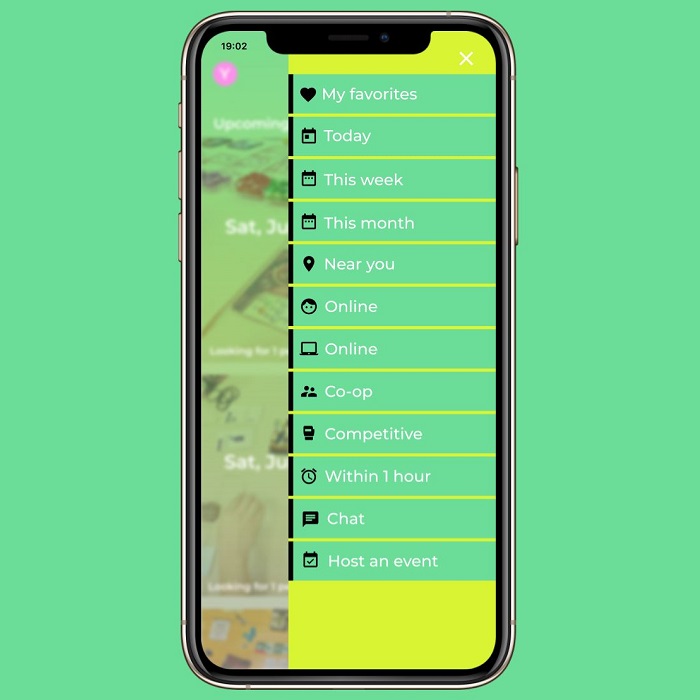 19:02
Y
Upcoming
My favorites
Today
This week
Sat, Ju
This month
Near you
Online
Looking for 1 p
Online
Co-op
Competitive
Sat, Ju
Within 1 hour
Chat
Host an event
Looking for 1 p